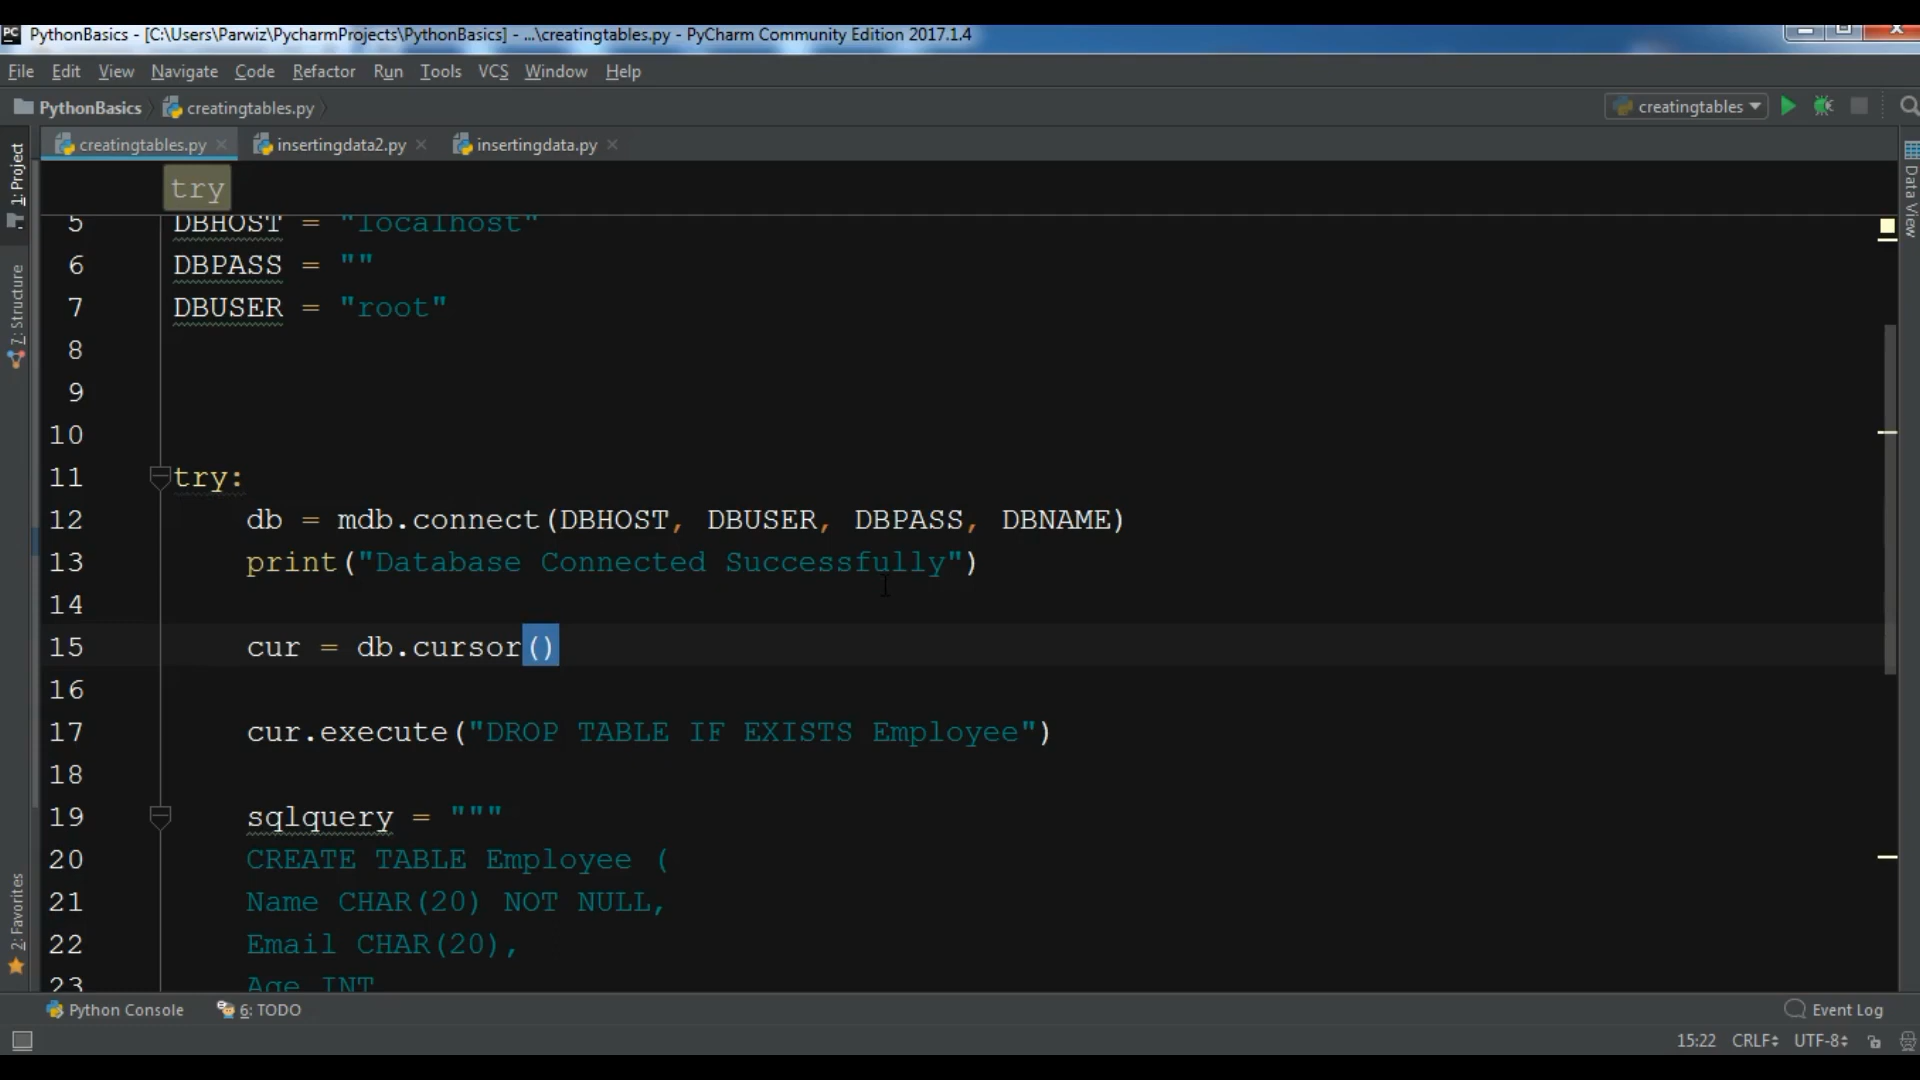 PC PythonBasics - [C:\Users\Parwiz\PycharmProjects\PythonBasics] - ...\creatingtables.py - PyCharm Community Edition 2017.1.4
File Edit View Navigate Code Refactor Run Tools VCS Window Help
PythonBasics creatingtables.py creatingtables
creatingtables.py insertingdata2.py insertingdata.py
1: Project
7: Structure
2: Favorites
Data View
try
5 DBHOST = "localhost"
6 DBPASS = ""
7 DBUSER = "root"
8
9
10
11 try:
12 db = mdb.connect(DBHOST, DBUSER, DBPASS, DBNAME)
13 print("Database Connected Successfully")
14
15 cur = db.cursor()
16
17 cur.execute("DROP TABLE IF EXISTS Employee")
18
19 sqlquery = """
20 CREATE TABLE Employee (
21 Name CHAR(20) NOT NULL,
22 Email CHAR(20),
23 Age INT
Python Console 6: TODO Event Log
15:22 CRLF UTF-8